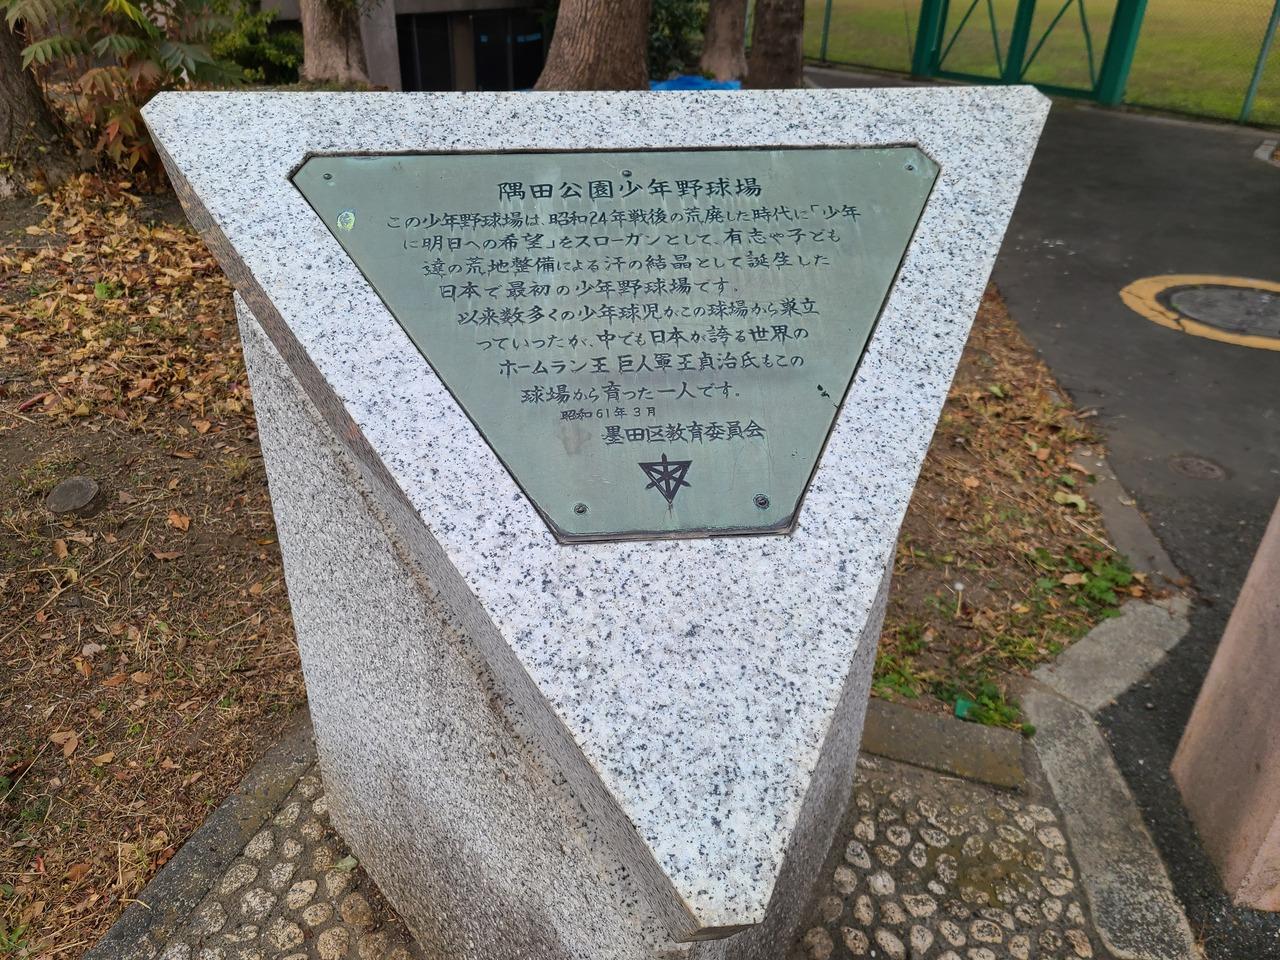 隅田公園少年野球場
この少年野球場は、昭和24年戦後の荒廃した時代に「少年
に明日への希望」をスローガンとして、有志や子ども
達の荒地整備による汗の結晶として誕生した
日本で最初の少年野球場です。
以来数多くの少年球児がこの球場から巣立
っていったが、中でも日本が誇る世界の
ホームラン王巨人軍王貞治氏もこの
球場から育った一人です。
昭和61年3月
墨田区教育委員会